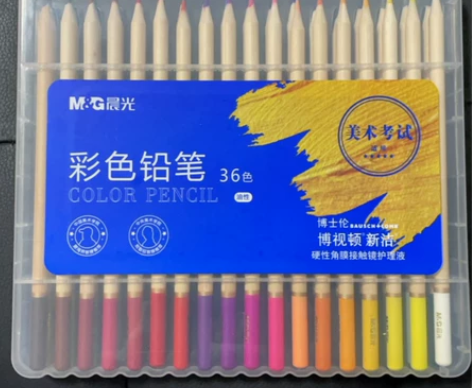 M&G晨光
美术考试
彩色铅笔 36色
COLOR PENCIL 油性
博士伦 BAUSCH+LOMB
博视顿®新洁
硬性角膜接触镜护理液